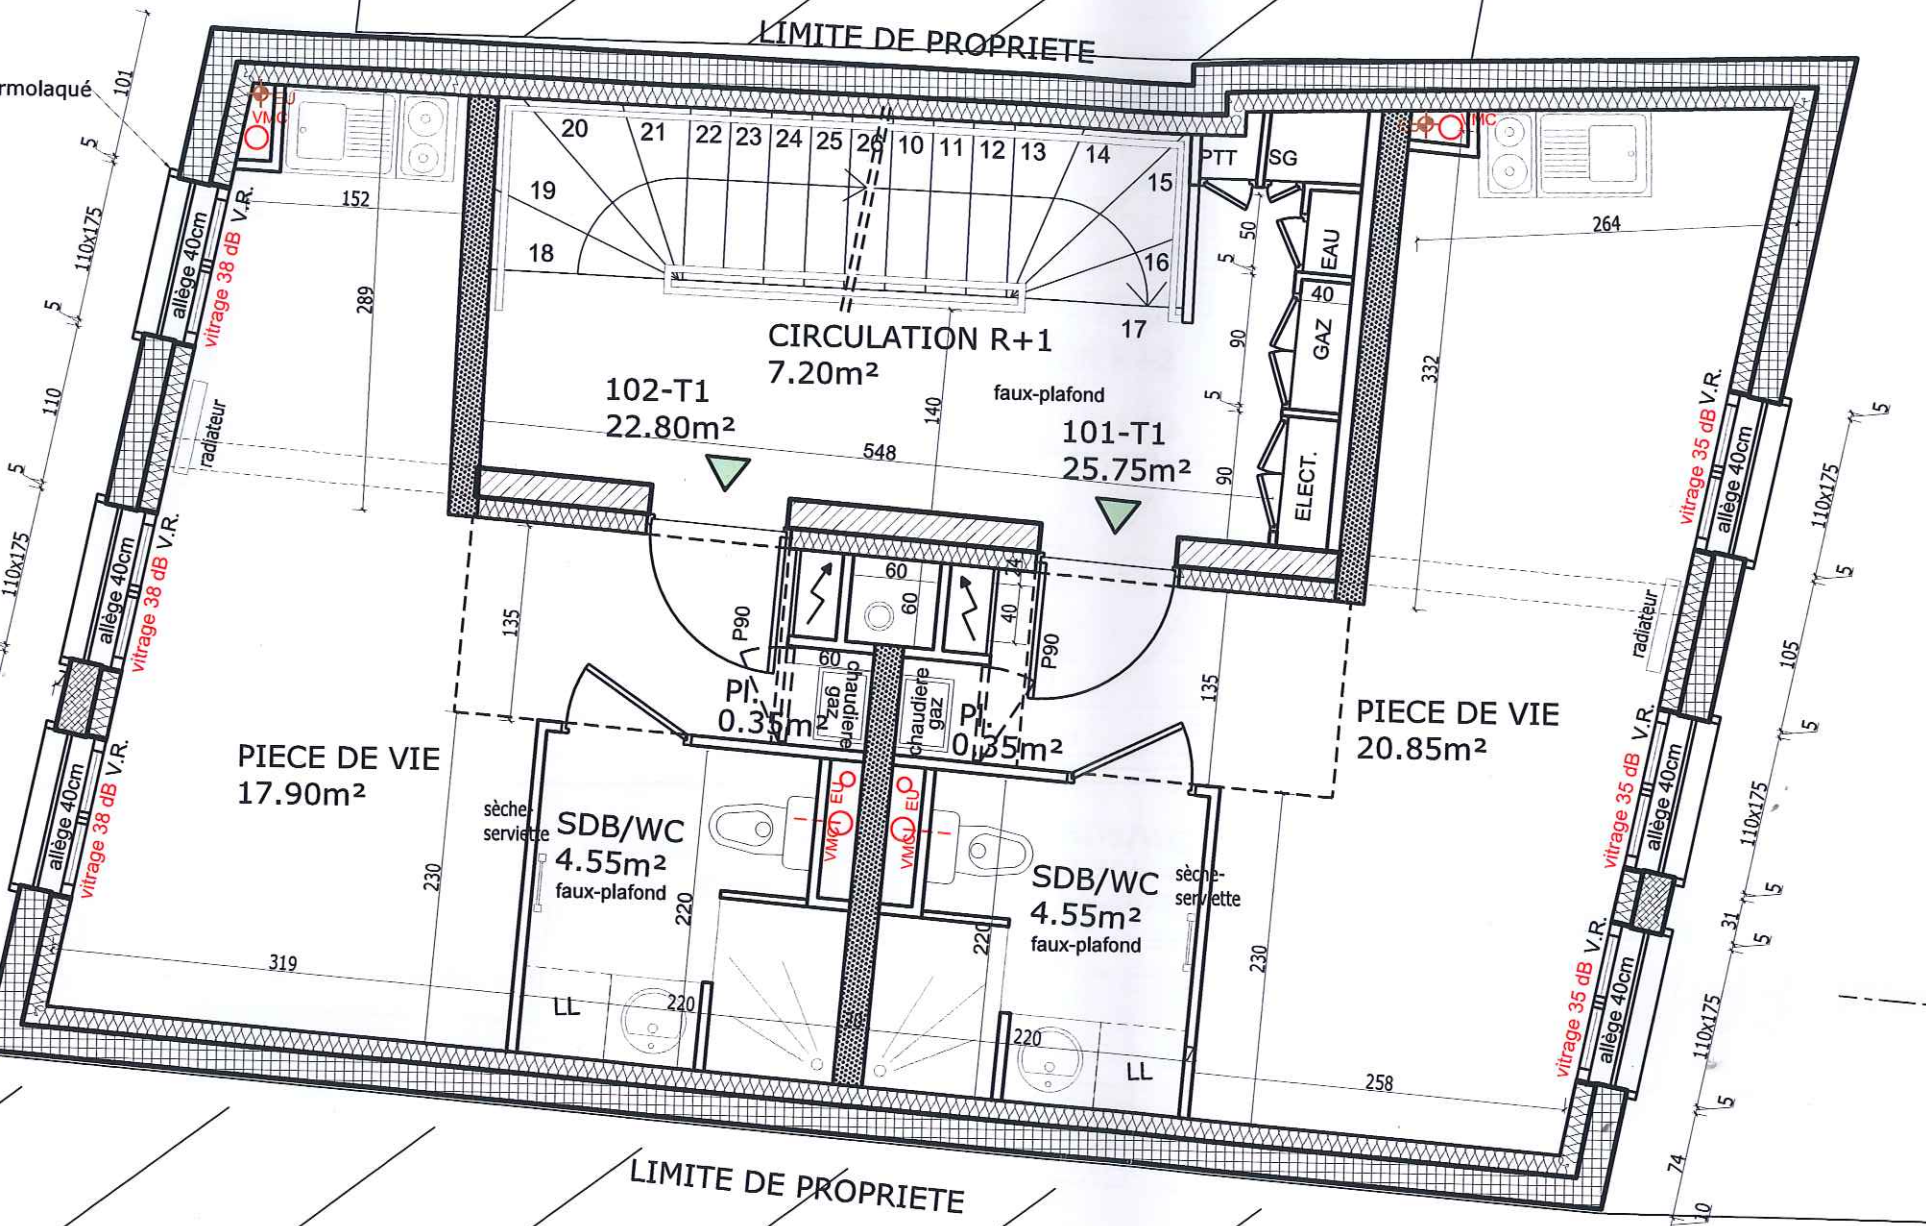 LIMITE DE PROPRIETE
rmolaqué
101
5
110x175
5
110
5
110x175
EU
VMC
152
289
allège 40cm
vitrage 38 dB V.R.
radiateur
allège 40cm
vitrage 38 dB V.R.
allège 40cm
vitrage 38 dB V.R.
20
21
22
23
24
25
26
10
11
12
13
14
19
15
18
16
17
PTT
SG
EAU
50
5
40
GAZ
90
5
90
ELECT.
CIRCULATION R+1
7.20m²
faux-plafond
102-T1
22.80m²
140
548
101-T1
25.75m²
VMC
264
332
vitrage 35 dB V.R.
allège 40cm
5
110x175
5
radiateur
105
5
vitrage 35 dB V.R.
allège 40cm
110x175
5
31
5
vitrage 35 dB V.R.
allège 40cm
110x175
5
74
10
135
P90
60
60
24
40
P90
135
60
chaudiere
gaz
chaudiere
gaz
Pl.
0.35m²
Pl.
0.35m²
PIECE DE VIE
17.90m²
PIECE DE VIE
20.85m²
sèche-
serviette
SDB/WC
4.55m²
faux-plafond
VMC
EU
VMC
EU
SDB/WC
4.55m²
faux-plafond
sèche-
serviette
230
220
220
230
319
LL
220
220
LL
7
258
LIMITE DE PROPRIETE